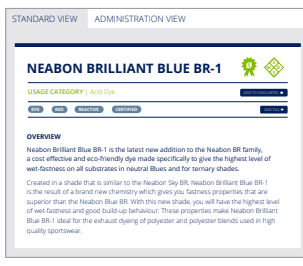 STANDARD VIEW ADMINISTRATION VIEW
NEABON BRILLIANT BLUE BR-1
USAGE CATEGORY | Acid Dye
ADD TO FAVOURITES +
DYE RED REACTIVE CERTIFIED
ADD TAG +
OVERVIEW
Neabon Brilliant Blue BR-1 is the latest new addition to the Neabon BR family,
a cost effective and eco-friendly dye made specifically to give the highest level of
wet-fastness on all substrates in neutral Blues and for ternary shades.
Created in a shade that is similar to the Neabon Sky BR, Neabon Brilliant Blue BR-1
is the result of a brand new chemistry which gives you fastness properties that are
superior than the Neabon Blue BR. With this new shade, you will have the highest level
of wet-fastness and good build-up behaviour. These properties make Neabon Brilliant
Blue BR-1 ideal for the exhaust dyeing of polyester and polyester blends used in high
quality sportswear.